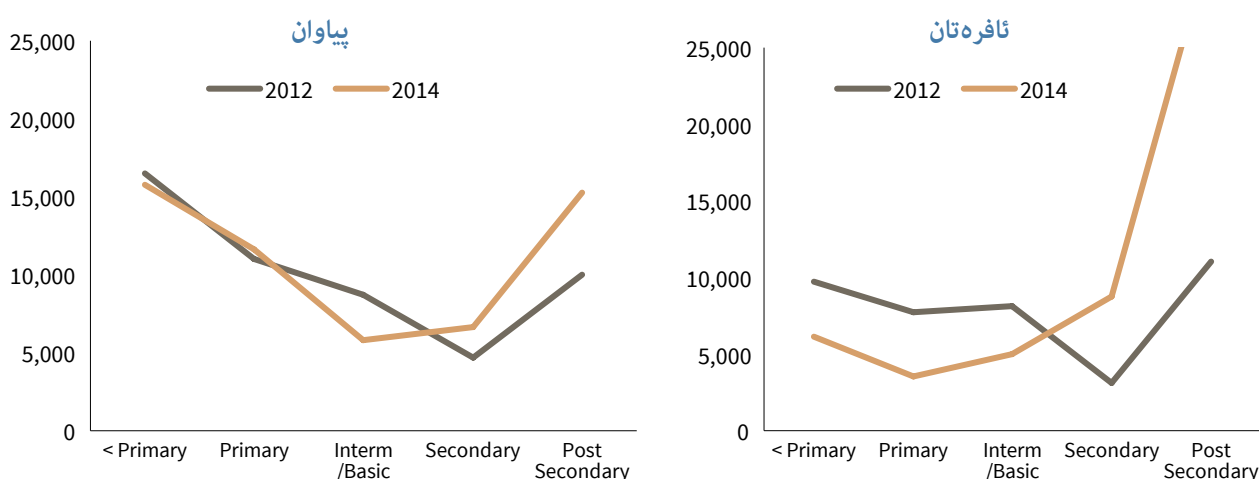 پیاوان
25,000
20,000
15,000
10,000
5,000
0
2012
2014
< Primary
Primary
Interm
/Basic
Secondary
Post
Secondary
ئافرەتان
25,000
20,000
15,000
10,000
5,000
0
2012
2014
< Primary
Primary
Interm
/Basic
Secondary
Post
Secondary